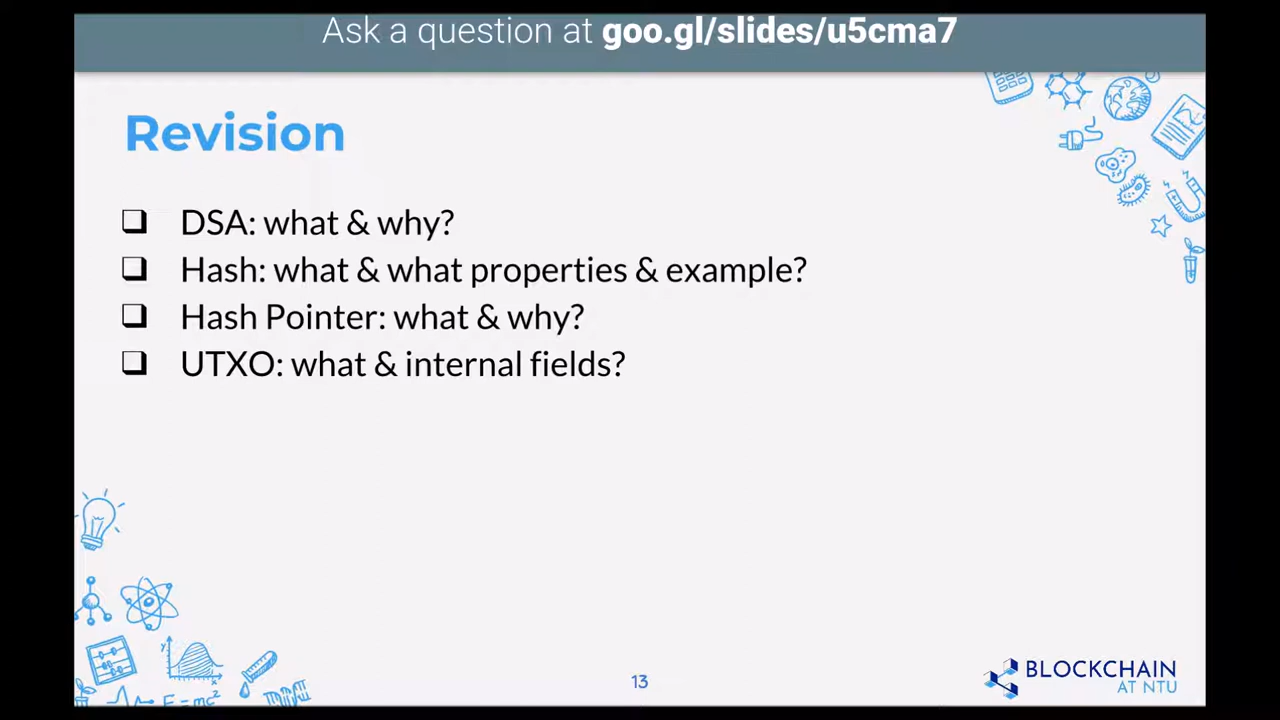 Ask a question at goo.gl/slides/u5cma7
Revision
❑ DSA: what & why?
❑ Hash: what & what properties & example?
❑ Hash Pointer: what & why?
❑ UTXO: what & internal fields?
y
x
E=mc²
13
BLOCKCHAIN
AT NTU